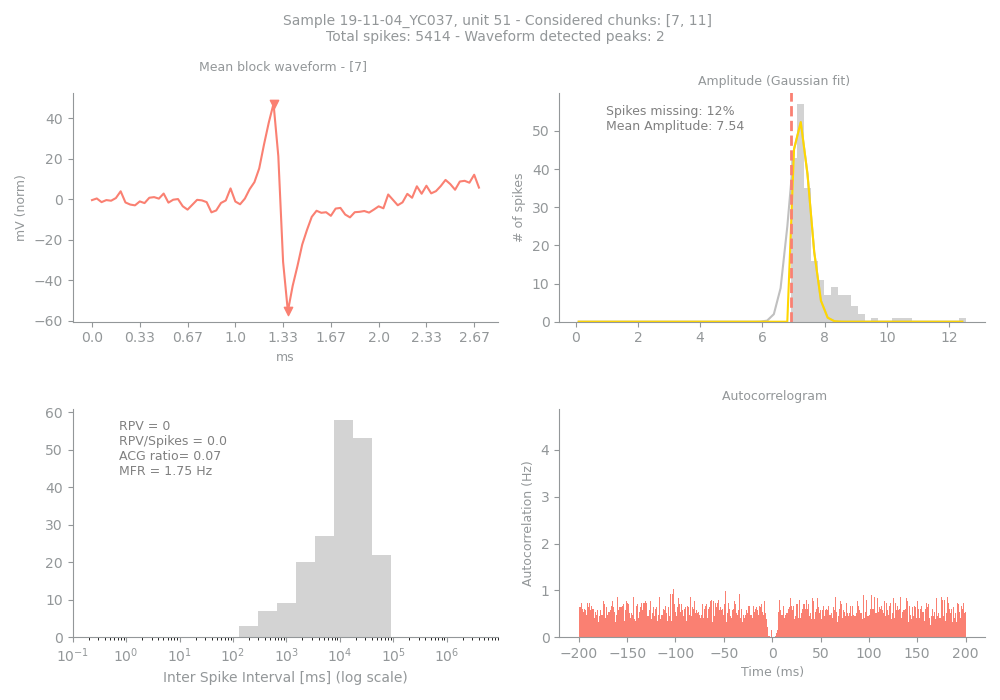 Sample 19-11-04_YC037, unit 51 - Considered chunks: [7, 11]
Total spikes: 5414 - Waveform detected peaks: 2
Mean block waveform - [7]
mV (norm)
40
20
0
−20
−40
−60
0.0 0.33 0.67 1.0 1.33 1.67 2.0 2.33 2.67
ms
Amplitude (Gaussian fit)
Spikes missing: 12%
Mean Amplitude: 7.54
# of spikes
50
40
30
20
10
0
0 2 4 6 8 10 12
RPV = 0
RPV/Spikes = 0.0
ACG ratio= 0.07
MFR = 1.75 Hz
60
50
40
30
20
10
0
10⁻¹ 10⁰ 10¹ 10² 10³ 10⁴ 10⁵ 10⁶
Inter Spike Interval [ms] (log scale)
Autocorrelogram
Autocorrelation (Hz)
4
3
2
1
0
−200 −150 −100 −50 0 50 100 150 200
Time (ms)